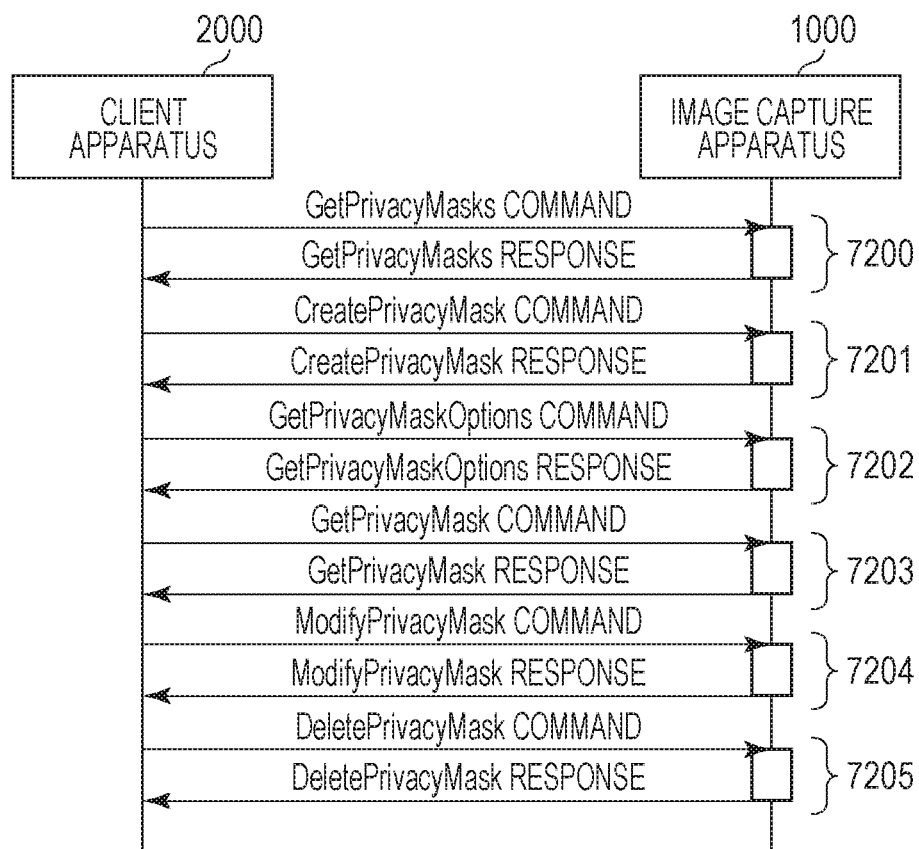 2000
1000
CLIENT
APPARATUS
IMAGE CAPTURE
APPARATUS
GetPrivacyMasks COMMAND
GetPrivacyMasks RESPONSE
7200
CreatePrivacyMask COMMAND
CreatePrivacyMask RESPONSE
7201
GetPrivacyMaskOptions COMMAND
GetPrivacyMaskOptions RESPONSE
7202
GetPrivacyMask COMMAND
GetPrivacyMask RESPONSE
7203
ModifyPrivacyMask COMMAND
ModifyPrivacyMask RESPONSE
7204
DeletePrivacyMask COMMAND
DeletePrivacyMask RESPONSE
7205